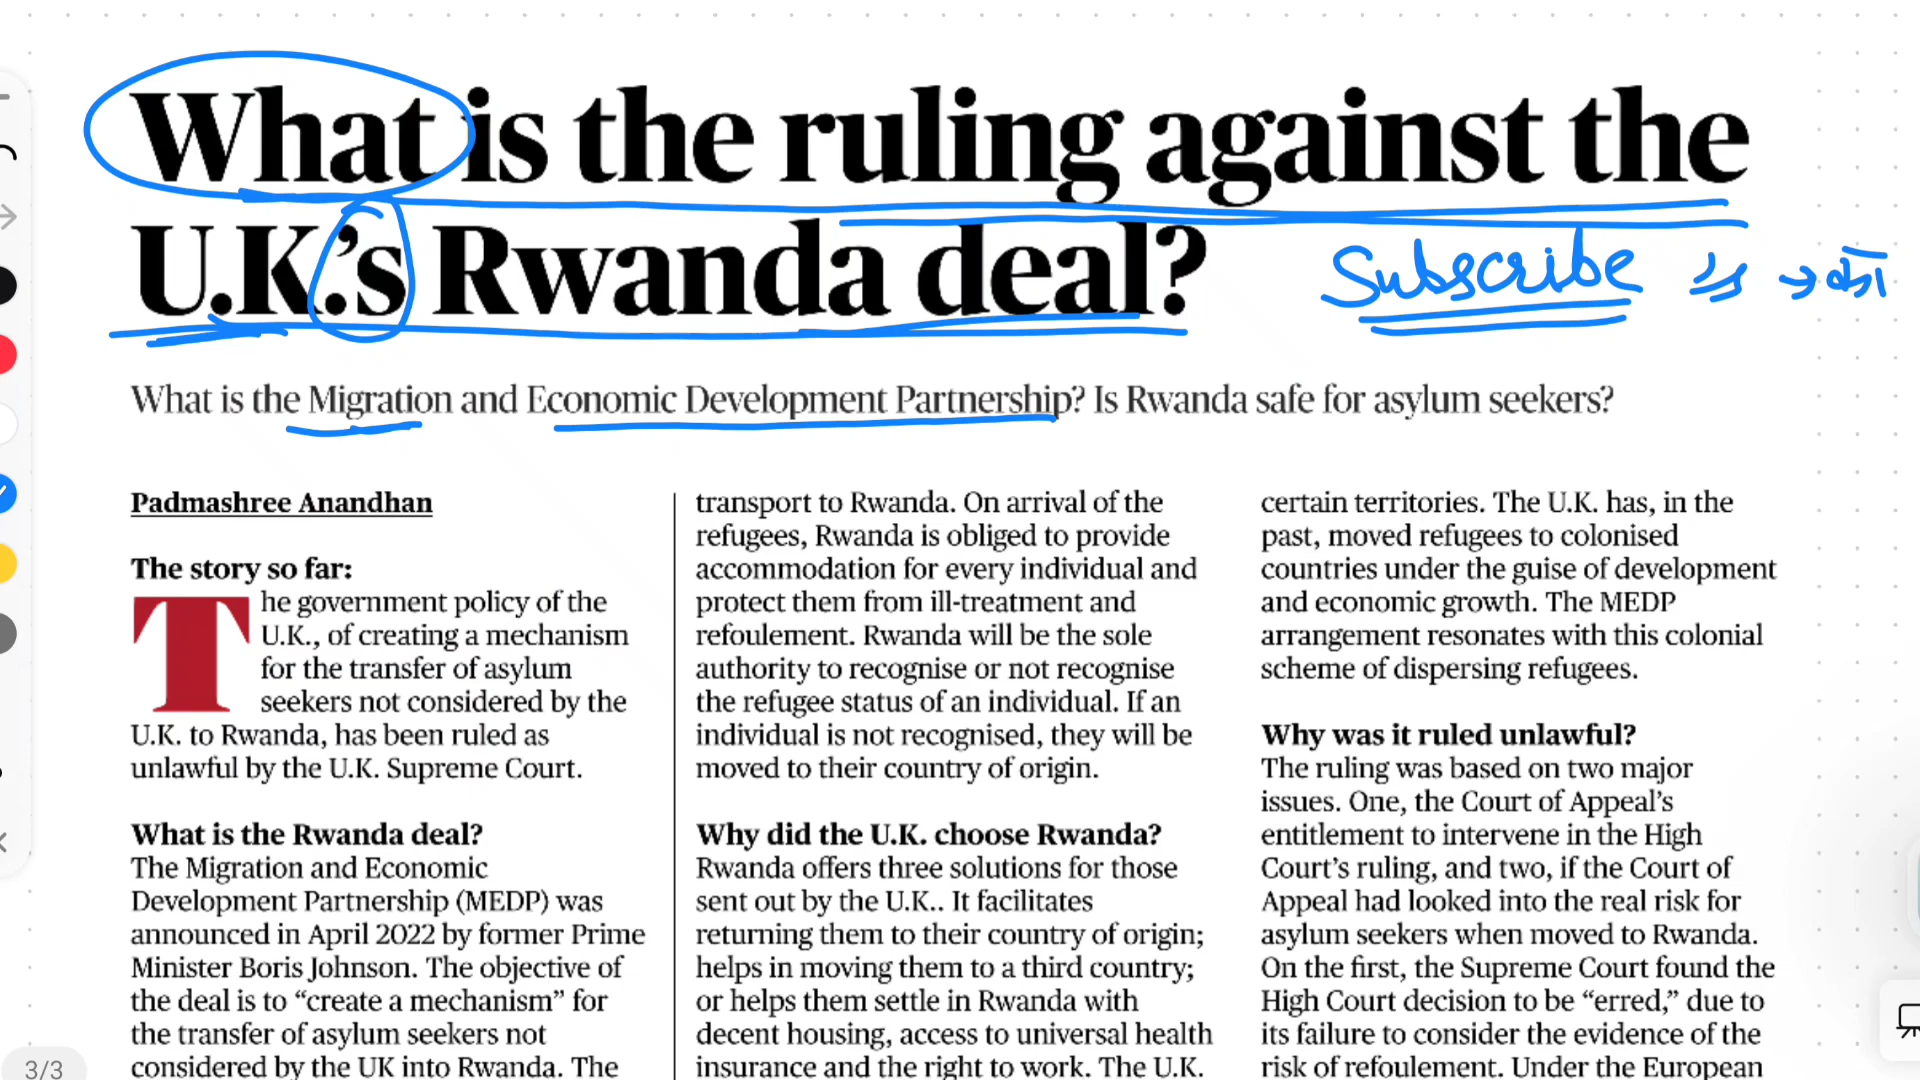 What is the ruling against the
U.K.'s Rwanda deal?
Subscribe
What is the Migration and Economic Development Partnership? Is Rwanda safe for asylum seekers?
Padmashree Anandhan
The story so far:
The government policy of the
U.K., of creating a mechanism
for the transfer of asylum
seekers not considered by the
U.K. to Rwanda, has been ruled as
unlawful by the U.K. Supreme Court.
What is the Rwanda deal?
The Migration and Economic
Development Partnership (MEDP) was
announced in April 2022 by former Prime
Minister Boris Johnson. The objective of
the deal is to “create a mechanism” for
the transfer of asylum seekers not
considered by the UK into Rwanda. The
transport to Rwanda. On arrival of the
refugees, Rwanda is obliged to provide
accommodation for every individual and
protect them from ill-treatment and
refoulement. Rwanda will be the sole
authority to recognise or not recognise
the refugee status of an individual. If an
individual is not recognised, they will be
moved to their country of origin.
Why did the U.K. choose Rwanda?
Rwanda offers three solutions for those
sent out by the U.K.. It facilitates
returning them to their country of origin;
helps in moving them to a third country;
or helps them settle in Rwanda with
decent housing, access to universal health
insurance and the right to work. The U.K.
certain territories. The U.K. has, in the
past, moved refugees to colonised
countries under the guise of development
and economic growth. The MEDP
arrangement resonates with this colonial
scheme of dispersing refugees.
Why was it ruled unlawful?
The ruling was based on two major
issues. One, the Court of Appeal’s
entitlement to intervene in the High
Court’s ruling, and two, if the Court of
Appeal had looked into the real risk for
asylum seekers when moved to Rwanda.
On the first, the Supreme Court found the
High Court decision to be “erred,” due to
its failure to consider the evidence of the
risk of refoulement. Under the European
3/3